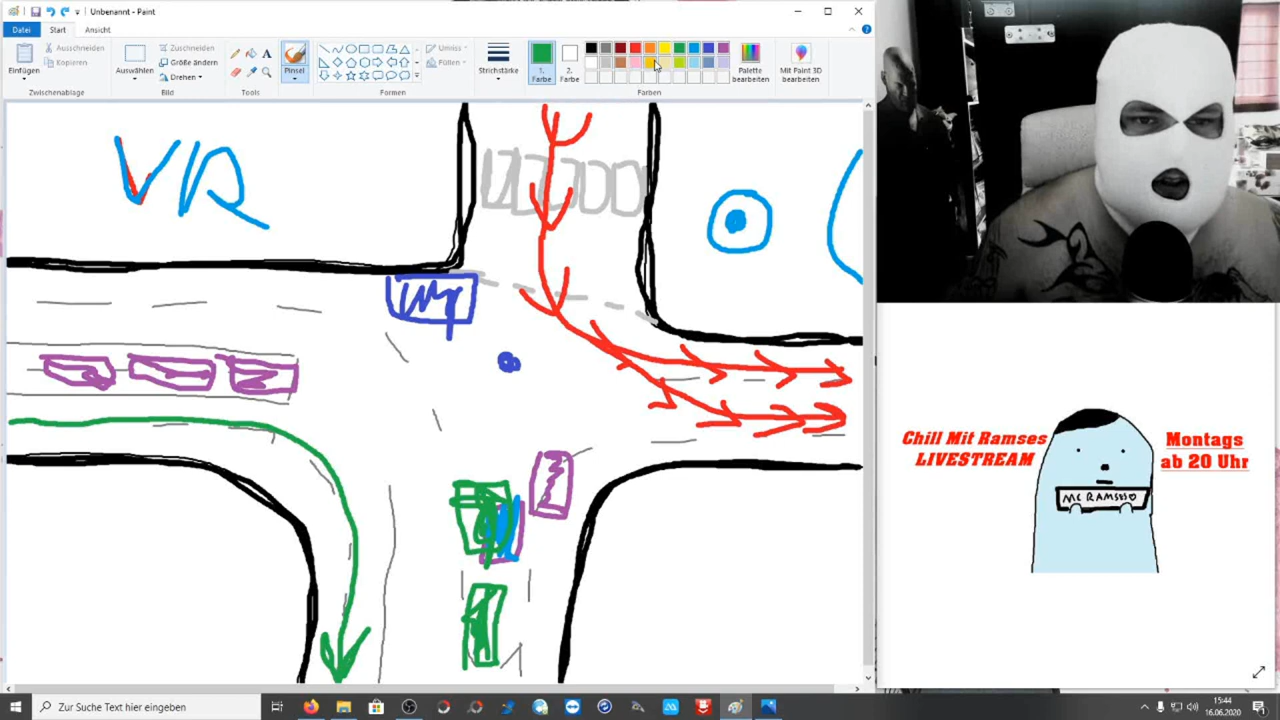 Unbenannt - Paint
Datei Start Ansicht
Einfügen
Ausschneiden
Kopieren
Zwischenablage
Auswählen
Zuschneiden
Größe ändern
Drehen
Bild
A
Tools
Pinsel
Umriss
Füllen
Formen
Strichstärke
1. Farbe
2. Farbe
Farben
Palette bearbeiten
Mit Paint 3D bearbeiten
VR
Chill Mit Ramses
LIVESTREAM
Montags
ab 20 Uhr
MC RAMSES
Zur Suche Text hier eingeben
15:44
16.06.2020